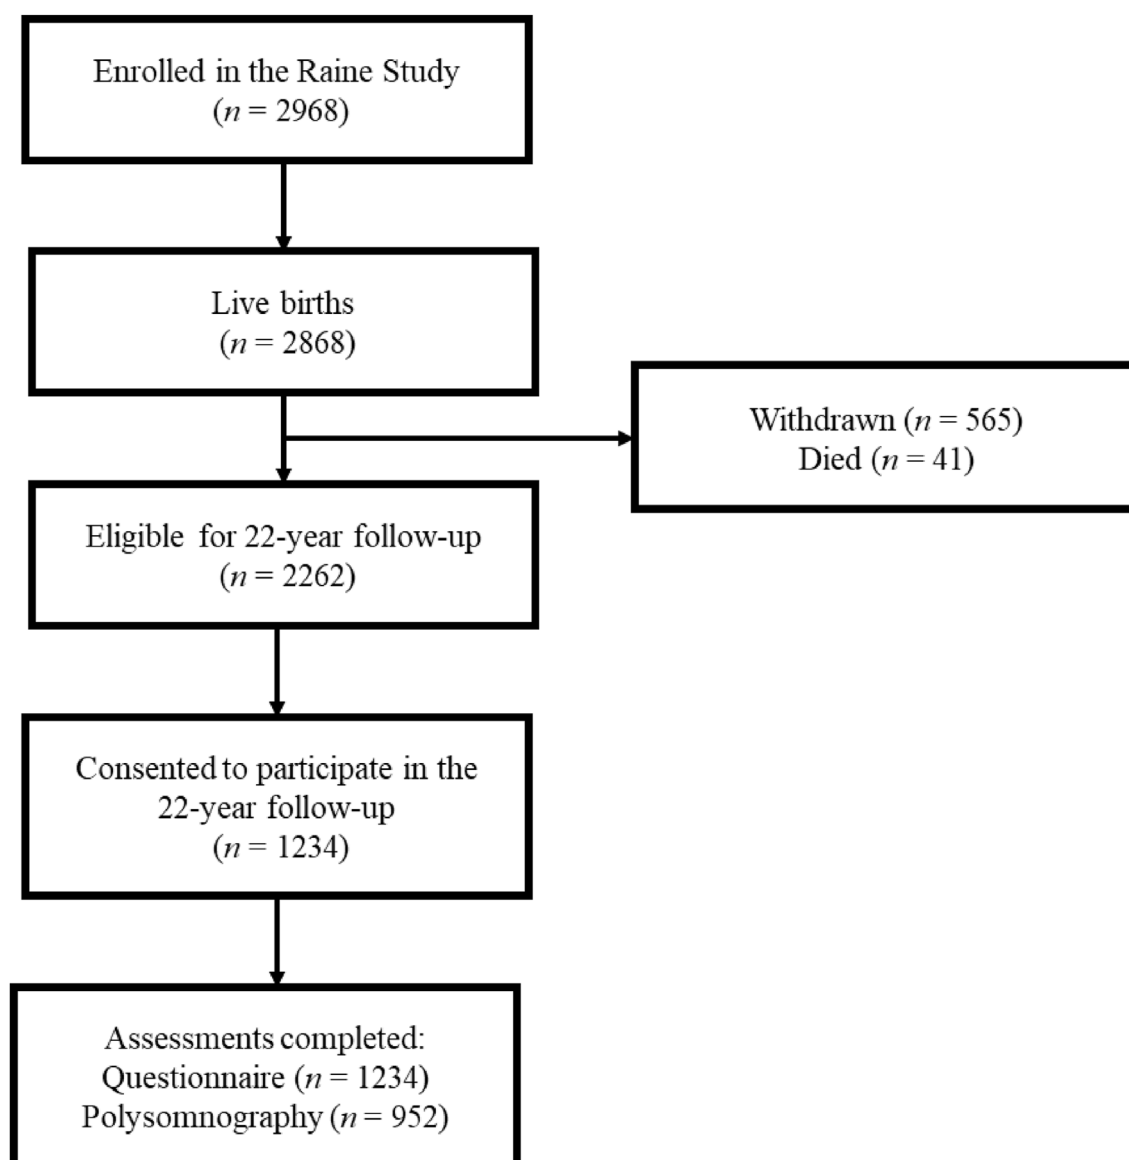 Enrolled in the Raine Study
(n = 2968)
Live births
(n = 2868)
Withdrawn (n = 565)
Died (n = 41)
Eligible for 22-year follow-up
(n = 2262)
Consented to participate in the
22-year follow-up
(n = 1234)
Assessments completed:
Questionnaire (n = 1234)
Polysomnography (n = 952)